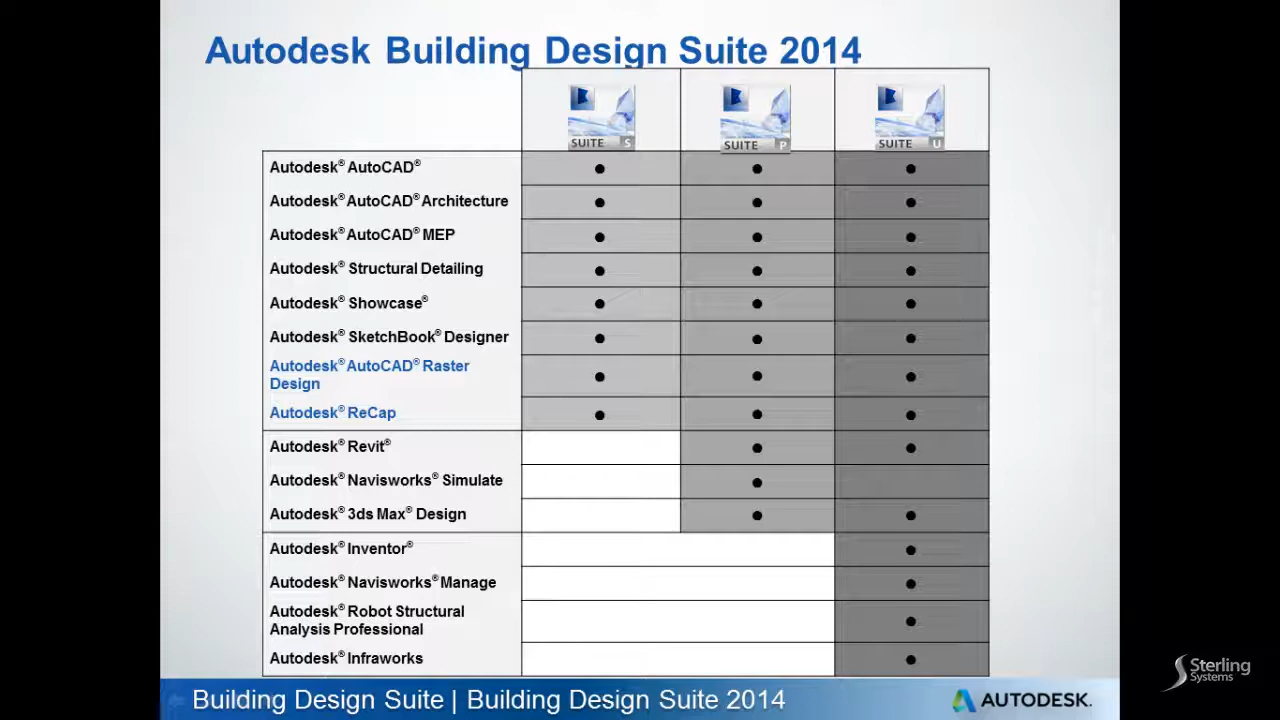 Autodesk Building Design Suite 2014
SUITE S
SUITE P
SUITE U
Autodesk® AutoCAD®
Autodesk® AutoCAD® Architecture
Autodesk® AutoCAD® MEP
Autodesk® Structural Detailing
Autodesk® Showcase®
Autodesk® SketchBook® Designer
Autodesk® AutoCAD® Raster
Design
Autodesk® ReCap
Autodesk® Revit®
Autodesk® Navisworks® Simulate
Autodesk® 3ds Max® Design
Autodesk® Inventor®
Autodesk® Navisworks® Manage
Autodesk® Robot Structural
Analysis Professional
Autodesk® Infraworks
Building Design Suite | Building Design Suite 2014
AUTODESK.
Sterling
Systems